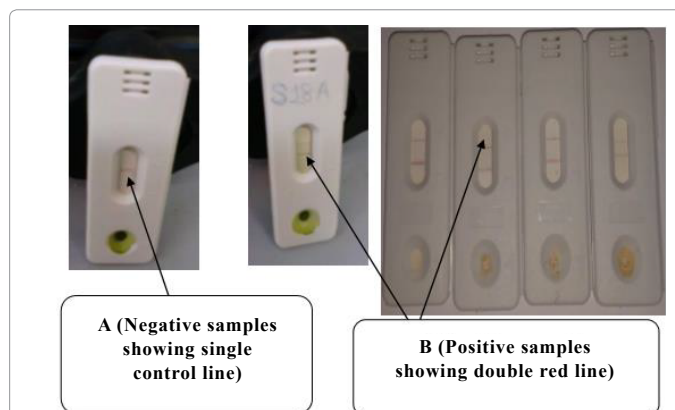 S18A
A (Negative samples
showing single
control line)
B (Positive samples
showing double red line)